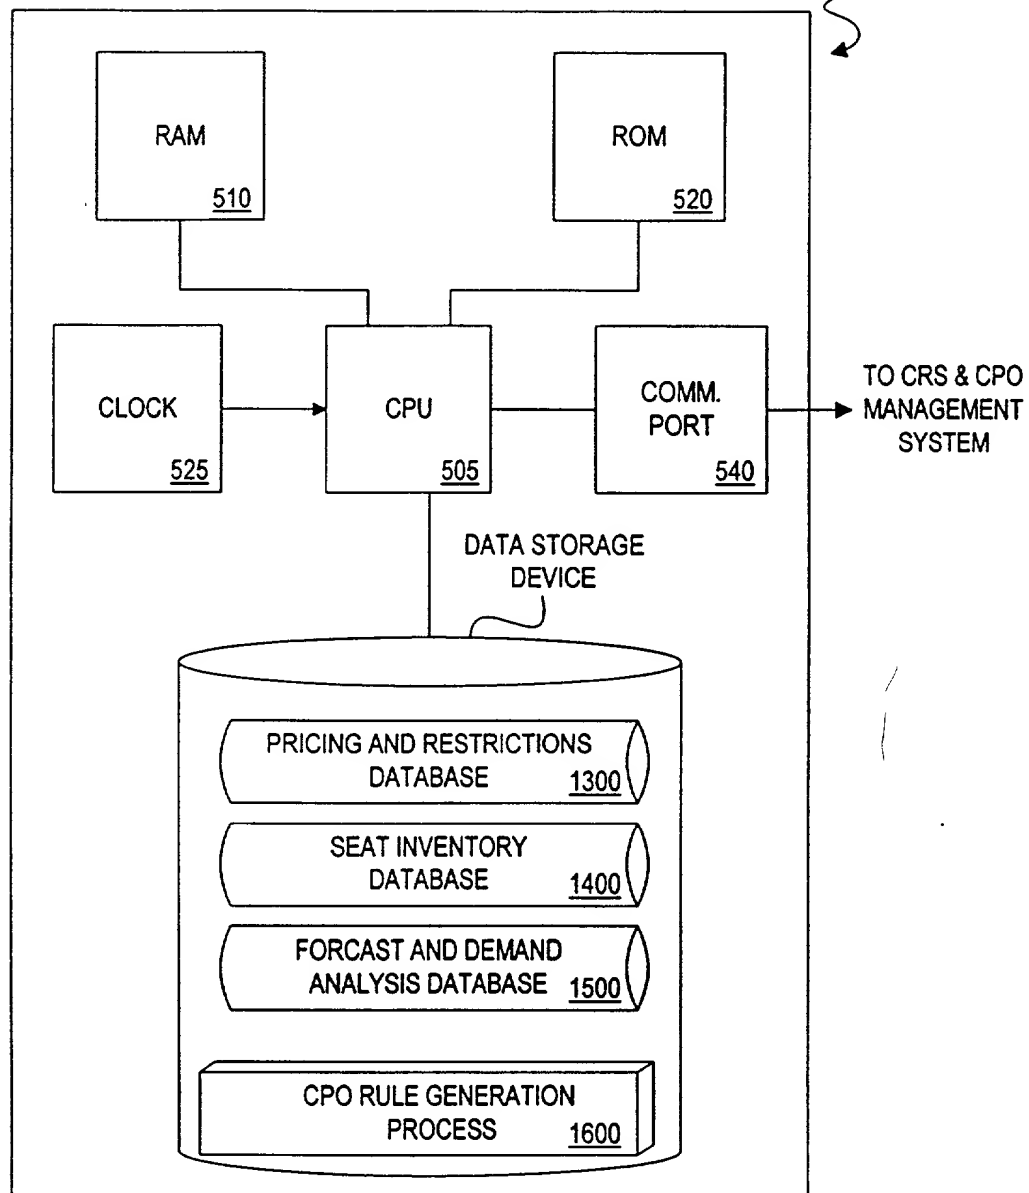 RAM
510
ROM
520
CLOCK
525
CPU
505
COMM.
PORT
540
TO CRS & CPO
MANAGEMENT
SYSTEM
DATA STORAGE
DEVICE
PRICING AND RESTRICTIONS
DATABASE
1300
SEAT INVENTORY
DATABASE
1400
FORCAST AND DEMAND
ANALYSIS DATABASE
1500
CPO RULE GENERATION
PROCESS
1600